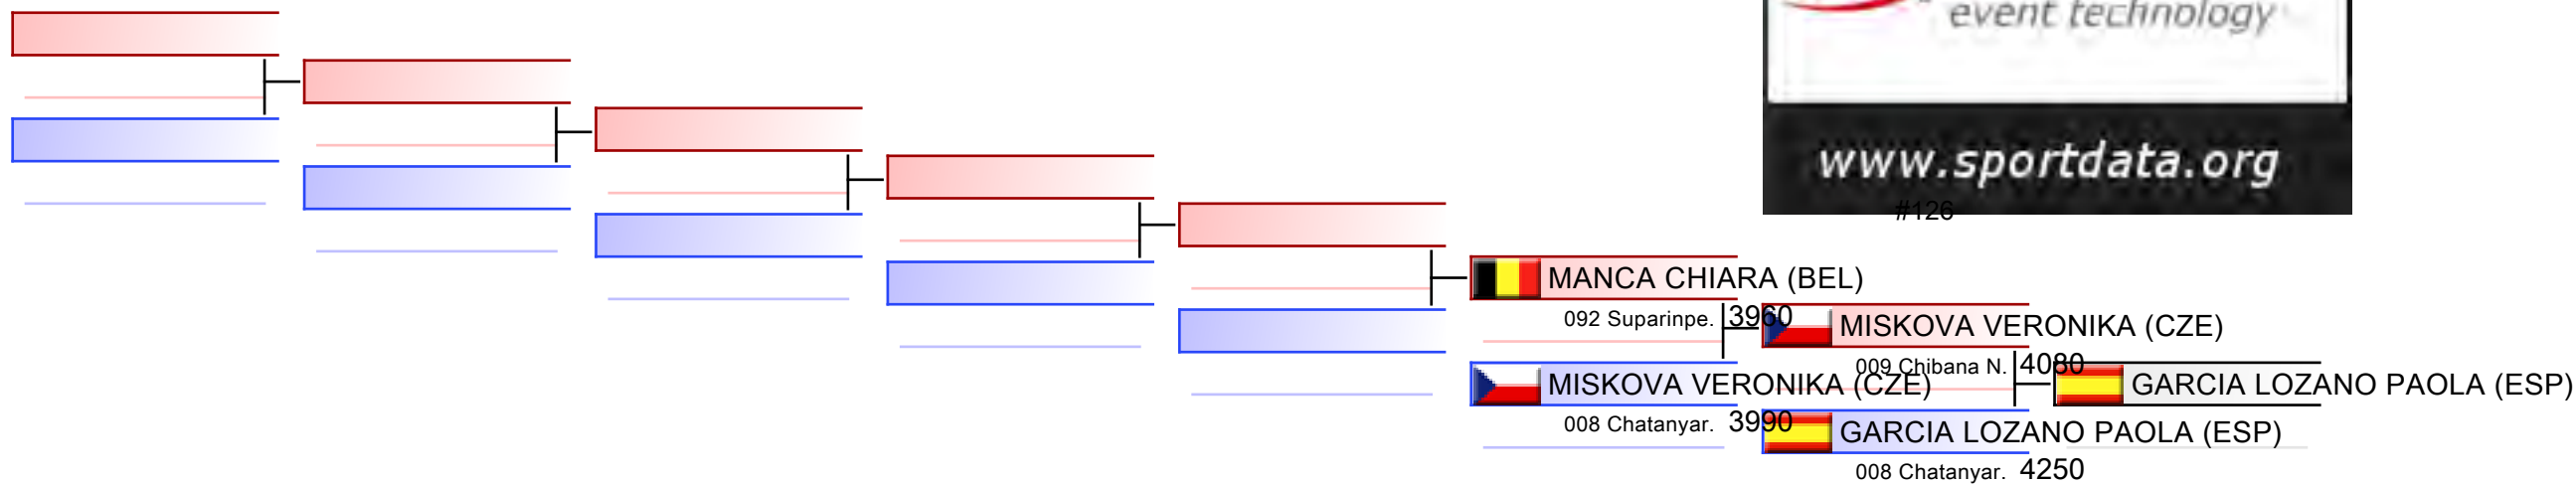 event technology
www.sportdata.org
#126
MANCA CHIARA (BEL)
092 Suparinpe. 3960
MISKOVA VERONIKA (CZE)
009 Chibana N. 4080
MISKOVA VERONIKA (CZE)
008 Chatanyar. 3990
GARCIA LOZANO PAOLA (ESP)
GARCIA LOZANO PAOLA (ESP)
008 Chatanyar. 4250